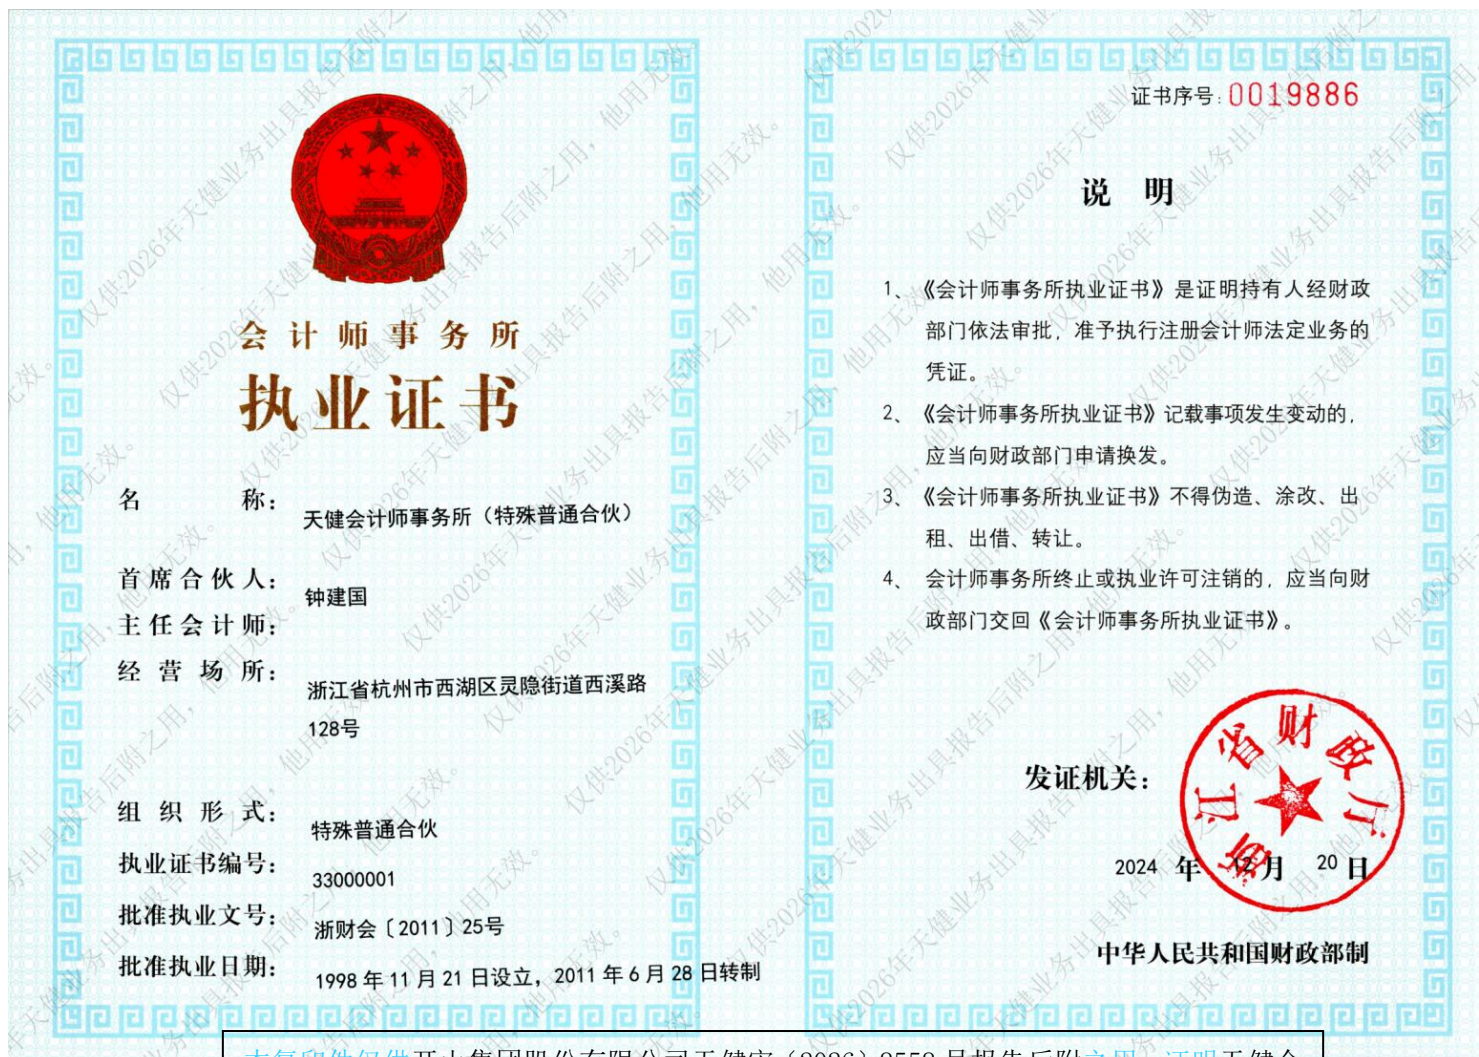 会计师事务所
执业证书
名 称：
天健会计师事务所（特殊普通合伙）
首席合伙人：
钟建国
主任会计师：
经营场所：
浙江省杭州市西湖区灵隐街道西溪路
128号
组织形式：
特殊普通合伙
执业证书编号：
33000001
批准执业文号：
浙财会〔2011〕25号
批准执业日期：
1998年11月21日设立，2011年6月28日转制
证书序号：0019886
说 明
1、《会计师事务所执业证书》是证明持有人经财政
部门依法审批，准予执行注册会计师法定业务的
凭证。
2、《会计师事务所执业证书》记载事项发生变动的，
应当向财政部门申请换发。
3、《会计师事务所执业证书》不得伪造、涂改、出
租、出借、转让。
4、会计师事务所终止或执业许可注销的，应当向财
政部门交回《会计师事务所执业证书》。
发证机关：
浙江省财政厅
2024 年 12 月 20 日
中华人民共和国财政部制
仅供2026年天健业务出具报告后附之用，他用无效。